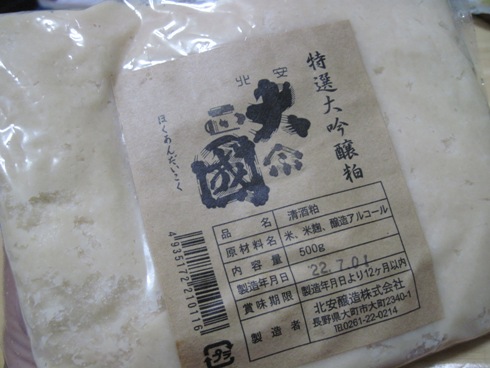 特選大吟醸粕
北安
大國
ほくあんだいこく
品名 清酒粕
原材料名 米、米麹、醸造アルコール
内容量 500g
製造年月日 22.7.01
賞味期限 製造年月日より12ヶ月以内
製造者 北安醸造株式会社
長野県大町市大町2340-1
℡0261-22-0214
4935172210116
プラ